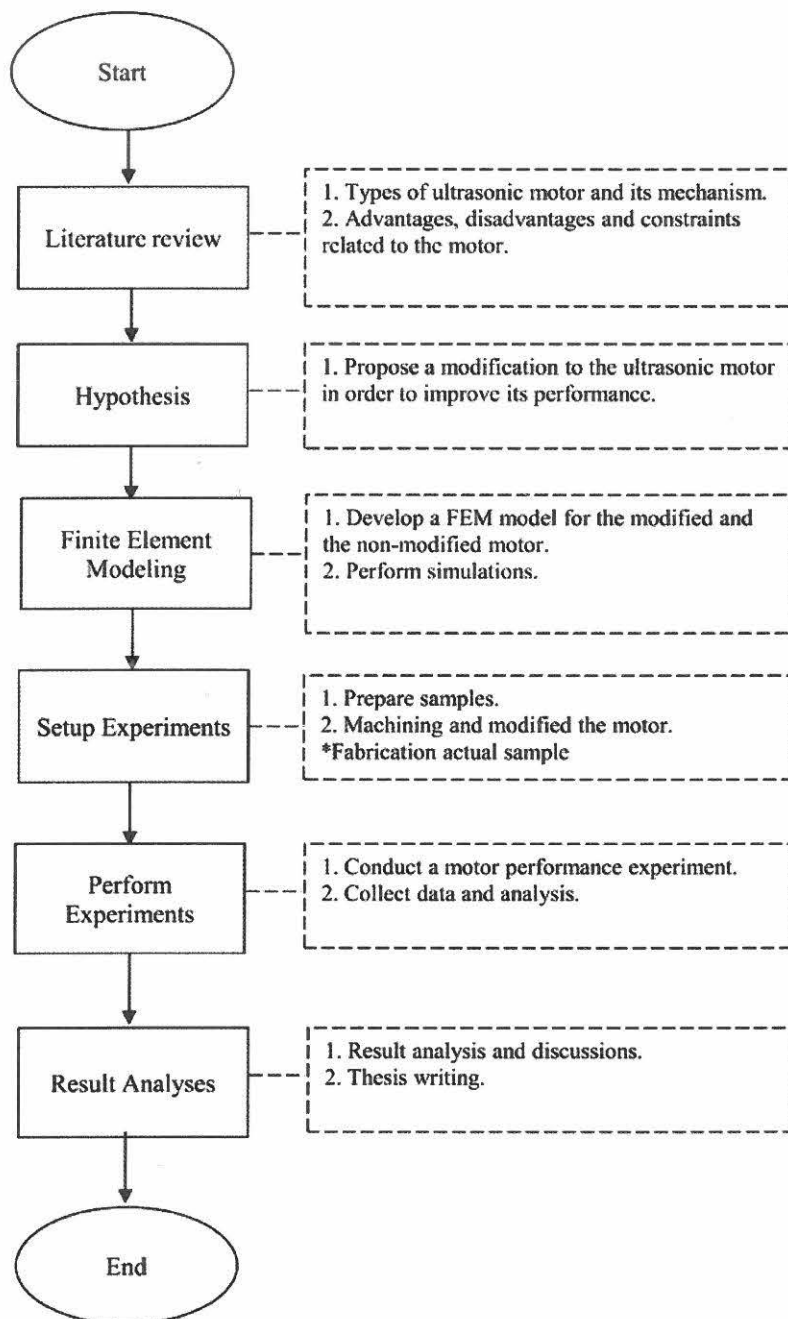 Start
Literature review
1. Types of ultrasonic motor and its mechanism.
2. Advantages, disadvantages and constraints
related to the motor.
Hypothesis
1. Propose a modification to the ultrasonic motor
in order to improve its performance.
Finite Element
Modeling
1. Develop a FEM model for the modified and
the non-modified motor.
2. Perform simulations.
Setup Experiments
1. Prepare samples.
2. Machining and modified the motor.
*Fabrication actual sample
Perform
Experiments
1. Conduct a motor performance experiment.
2. Collect data and analysis.
Result Analyses
1. Result analysis and discussions.
2. Thesis writing.
End